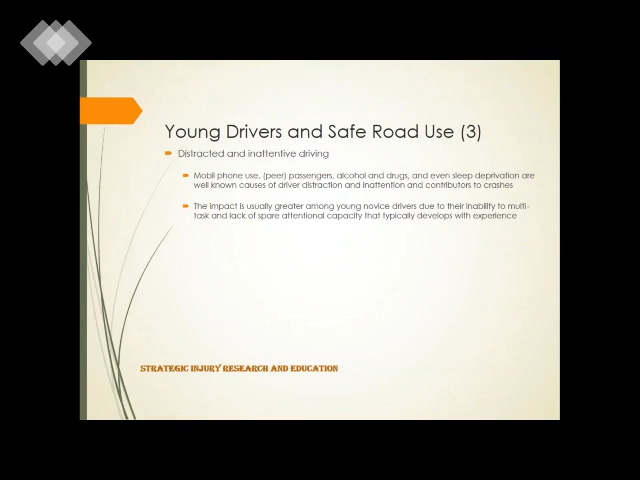 Young Drivers and Safe Road Use (3)
Distracted and inattentive driving
Mobil phone use, (peer) passengers, alcohol and drugs, and even sleep deprivation are
well known causes of driver distraction and inattention and contributors to crashes
The impact is usually greater among young novice drivers due to their inability to multi-
task and lack of spare attentional capacity that typically develops with experience
STRATEGIC INJURY RESEARCH AND EDUCATION